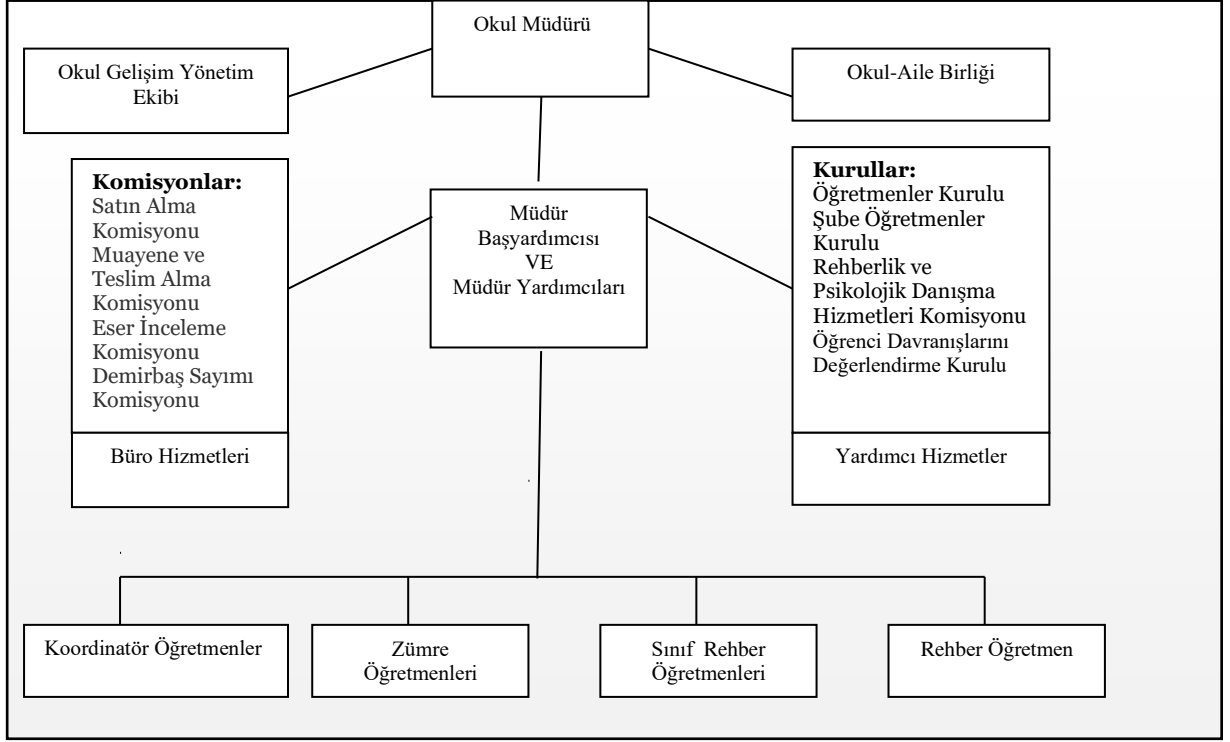 Okul Müdürü
Okul Gelişim Yönetim
Ekibi
Okul-Aile Birliği
Komisyonlar:
Satın Alma
Komisyonu
Muayene ve
Teslim Alma
Komisyonu
Eser İnceleme
Komisyonu
Demirbaş Sayımı
Komisyonu
Müdür
Başyardımcısı
VE
Müdür Yardımcıları
Kurullar:
Öğretmenler Kurulu
Şube Öğretmenler
Kurulu
Rehberlik ve
Psikolojik Danışma
Hizmetleri Komisyonu
Öğrenci Davranışlarını
Değerlendirme Kurulu
Büro Hizmetleri
Yardımcı Hizmetler
Koordinatör Öğretmenler
Zümre
Öğretmenleri
Sınıf Rehber
Öğretmenleri
Rehber Öğretmen